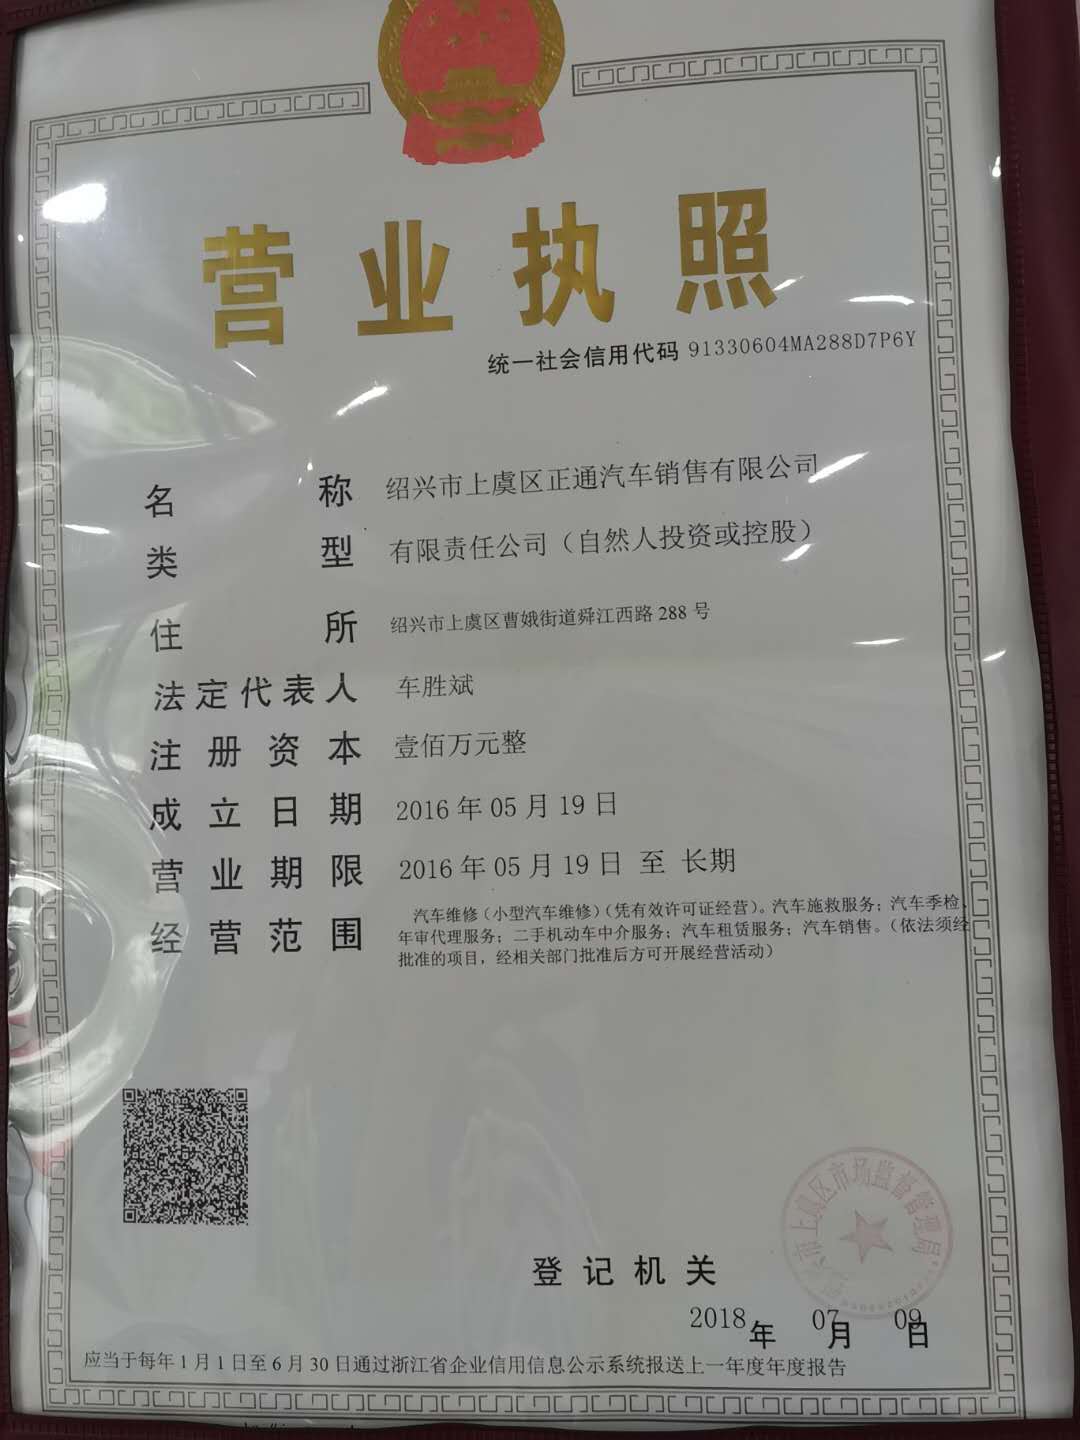 营业执照
统一社会信用代码 91330604MA288D7P6Y
名称 绍兴市上虞区正通汽车销售有限公司
类型 有限责任公司（自然人投资或控股）
住所 绍兴市上虞区曹娥街道舜江西路288号
法定代表人 车胜斌
注册资本 壹佰万元整
成立日期 2016年05月19日
营业期限 2016年05月19日 至 长期
经营范围 汽车维修（小型汽车维修）（凭有效许可证经营）。汽车施救服务；汽车季检、
年审代理服务；二手机动车中介服务；汽车租赁服务；汽车销售。（依法须经
批准的项目，经相关部门批准后方可开展经营活动）
市上虞区市场监督管理局
登记机关
2018年07月09日
应当于每年1月1日至6月30日通过浙江省企业信用信息公示系统报送上一年度年度报告